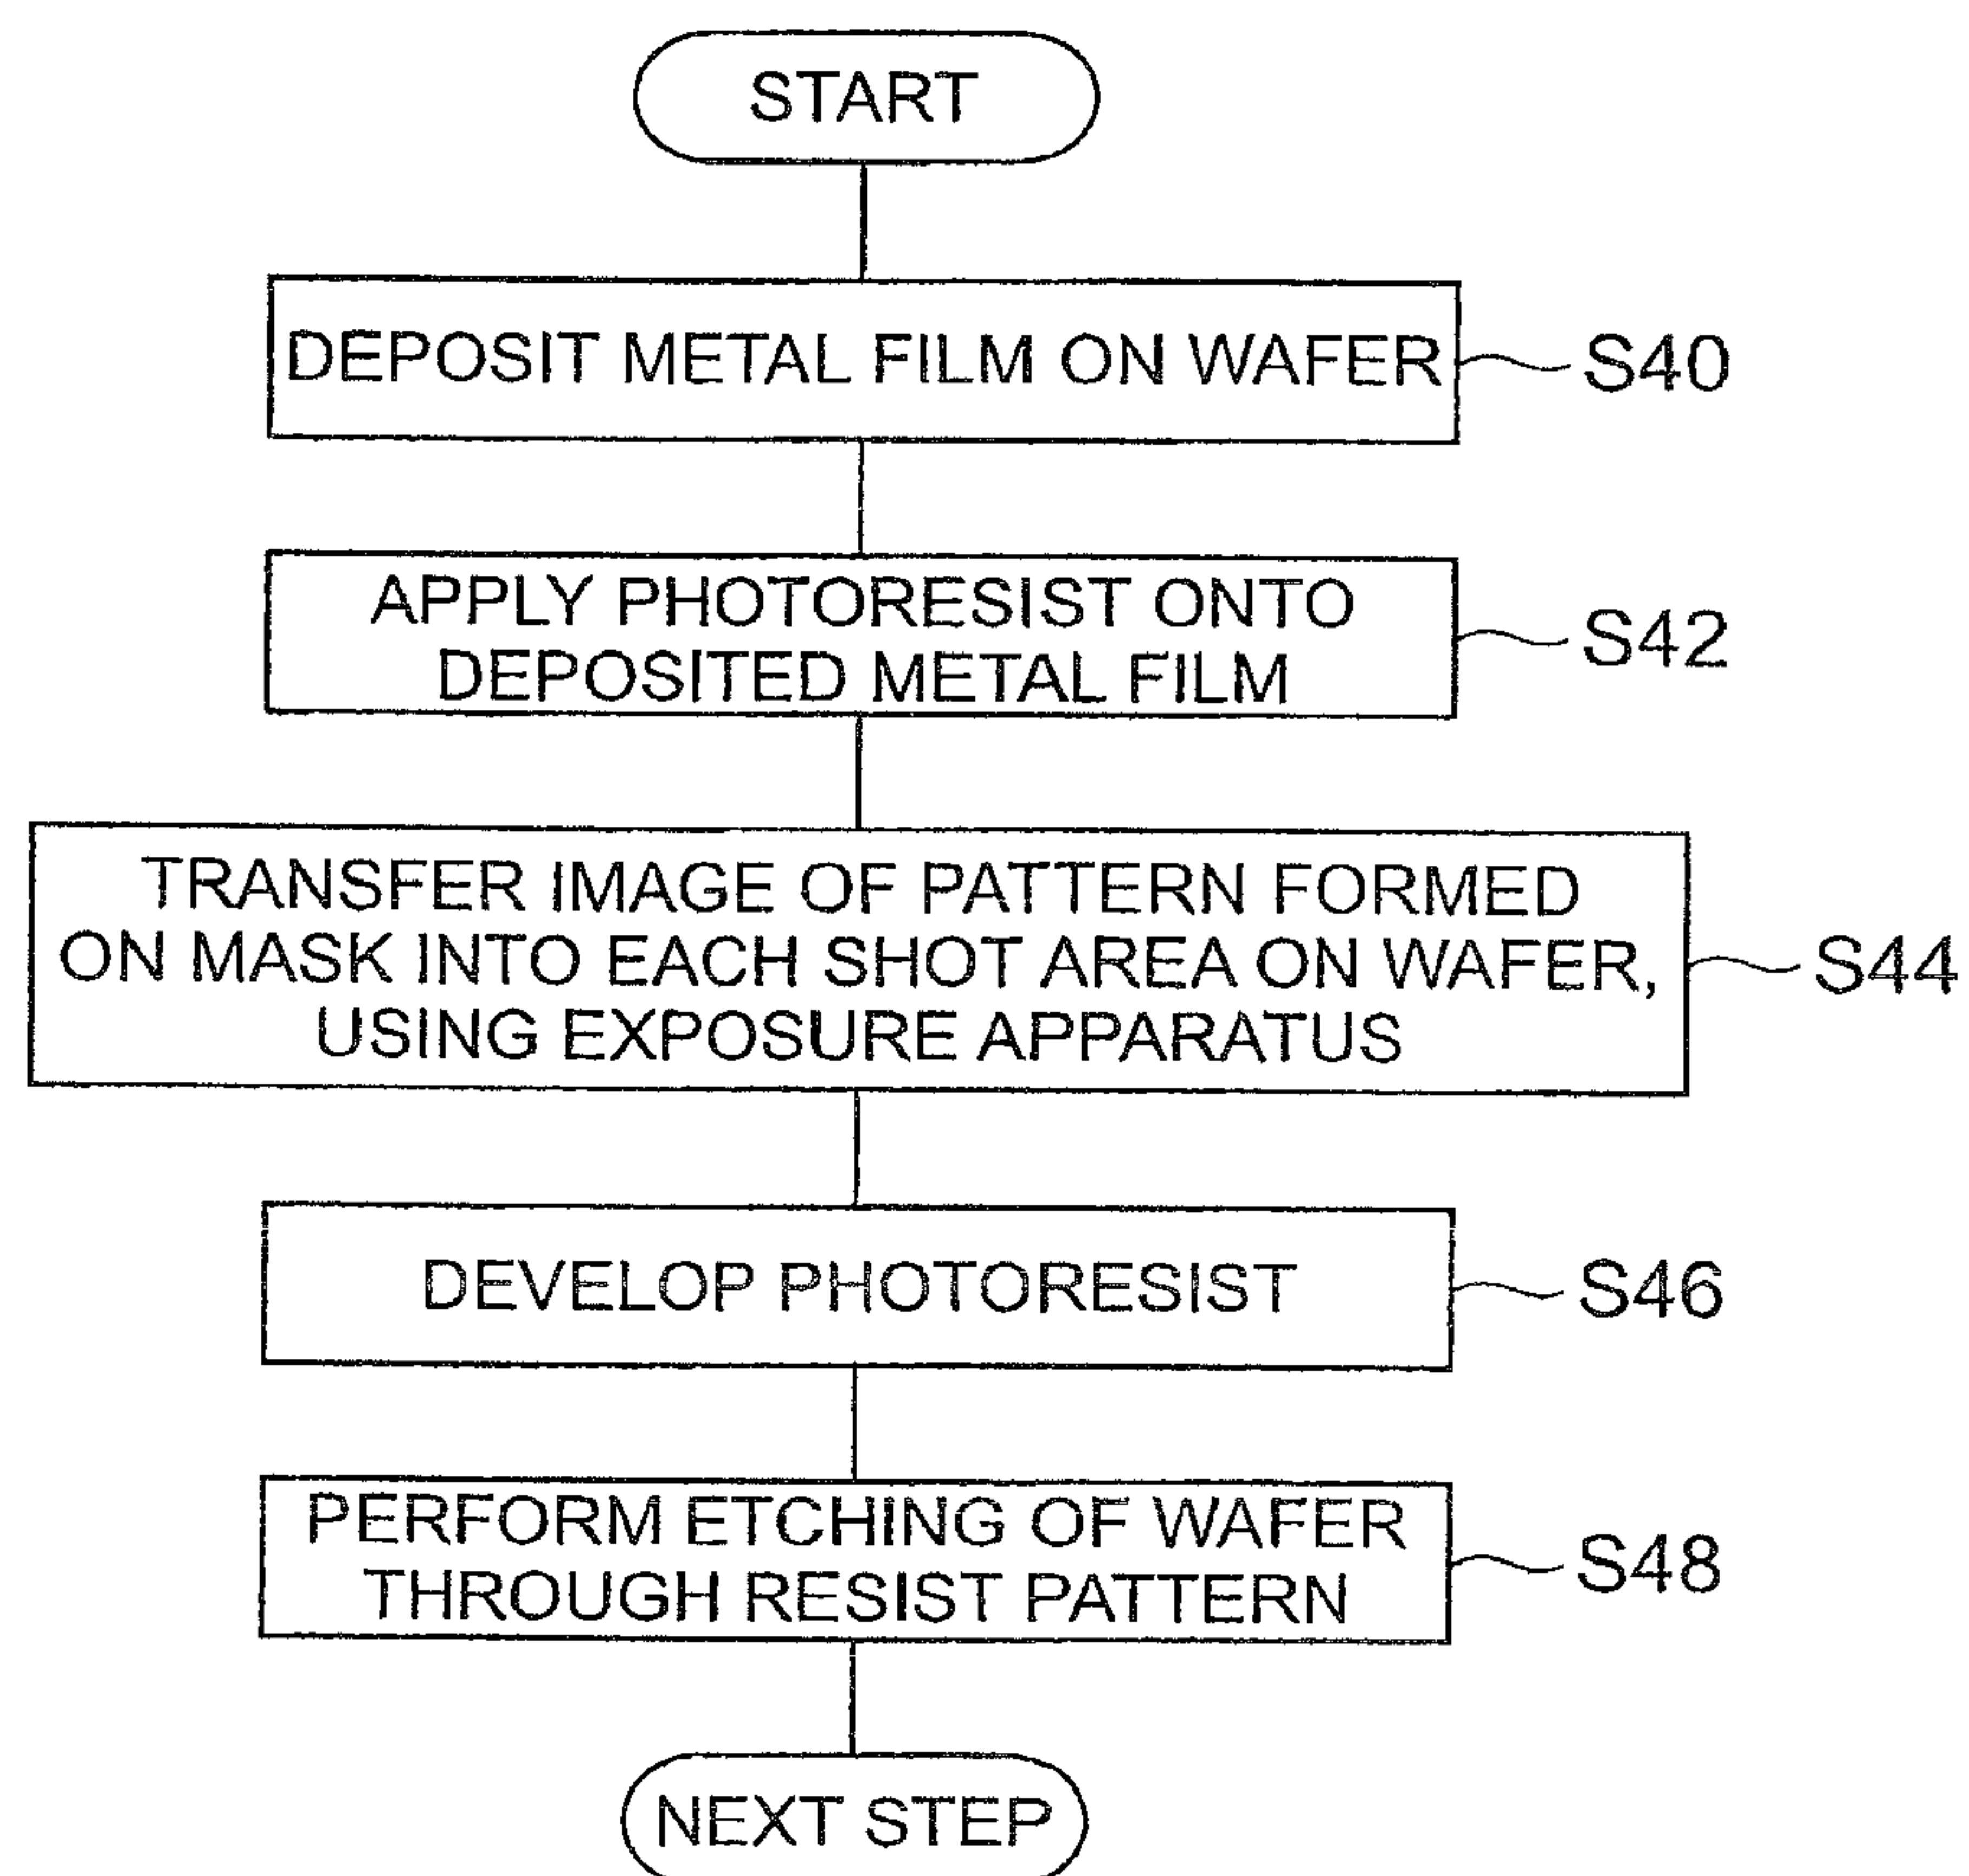 START
DEPOSIT METAL FILM ON WAFER
S40
APPLY PHOTORESIST ONTO
DEPOSITED METAL FILM
S42
TRANSFER IMAGE OF PATTERN FORMED
ON MASK INTO EACH SHOT AREA ON WAFER,
USING EXPOSURE APPARATUS
S44
DEVELOP PHOTORESIST
S46
PERFORM ETCHING OF WAFER
THROUGH RESIST PATTERN
S48
NEXT STEP